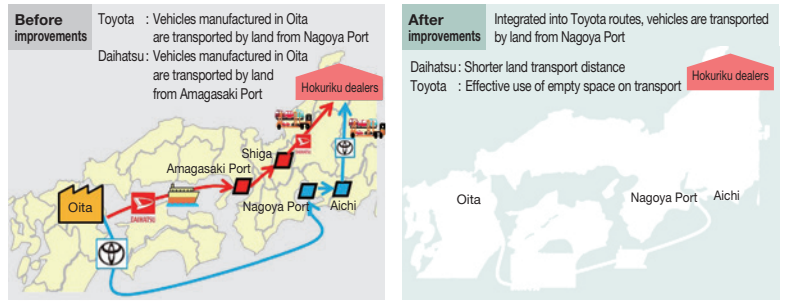 Before
improvements
Toyota : Vehicles manufactured in Oita
are transported by land from Nagoya Port
Daihatsu: Vehicles manufactured in Oita
are transported by land
from Amagasaki Port
Hokuriku dealers
Shiga
Amagasaki Port
Oita
DAIHATSU
Nagoya Port
Aichi
After
improvements
Integrated into Toyota routes, vehicles are transported
by land from Nagoya Port
Daihatsu: Shorter land transport distance
Toyota : Effective use of empty space on transport
Hokuriku dealers
Oita
Nagoya Port
Aichi